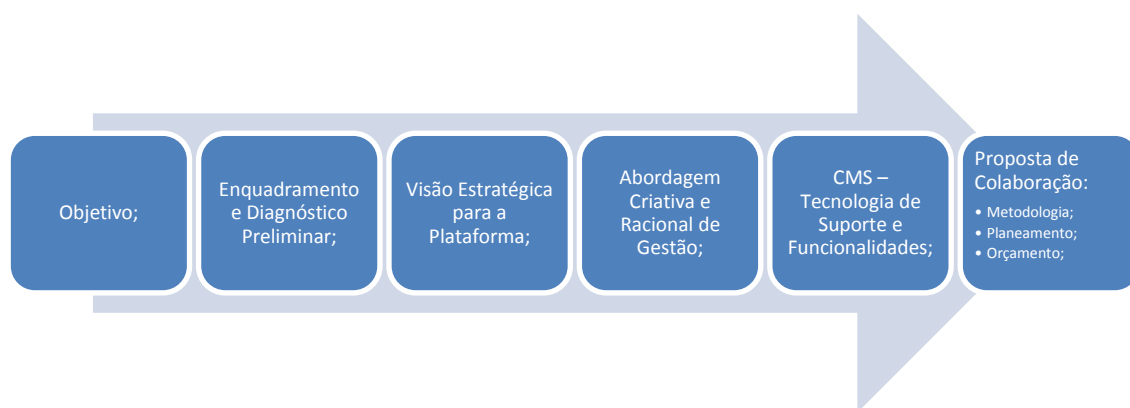 Objetivo;
Enquadramento
e Diagnóstico
Preliminar;
Visão Estratégica
para a
Plataforma;
Abordagem
Criativa e
Racional de
Gestão;
CMS –
Tecnologia de
Suporte e
Funcionalidades;
Proposta de
Colaboração:
• Metodologia;
• Planeamento;
• Orçamento;